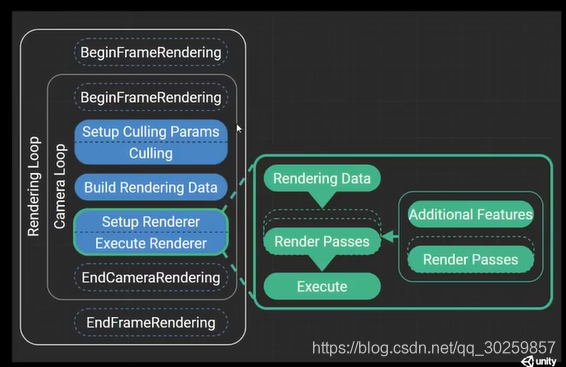 BeginFrameRendering
BeginFrameRendering
Setup Culling Params
Culling
Build Rendering Data
Setup Renderer
Execute Renderer
EndCameraRendering
EndFrameRendering
Rendering Loop
Camera Loop
Rendering Data
Render Passes
Execute
Additional Features
Render Passes
https://blog.csdn.net/qq_30259857
unity